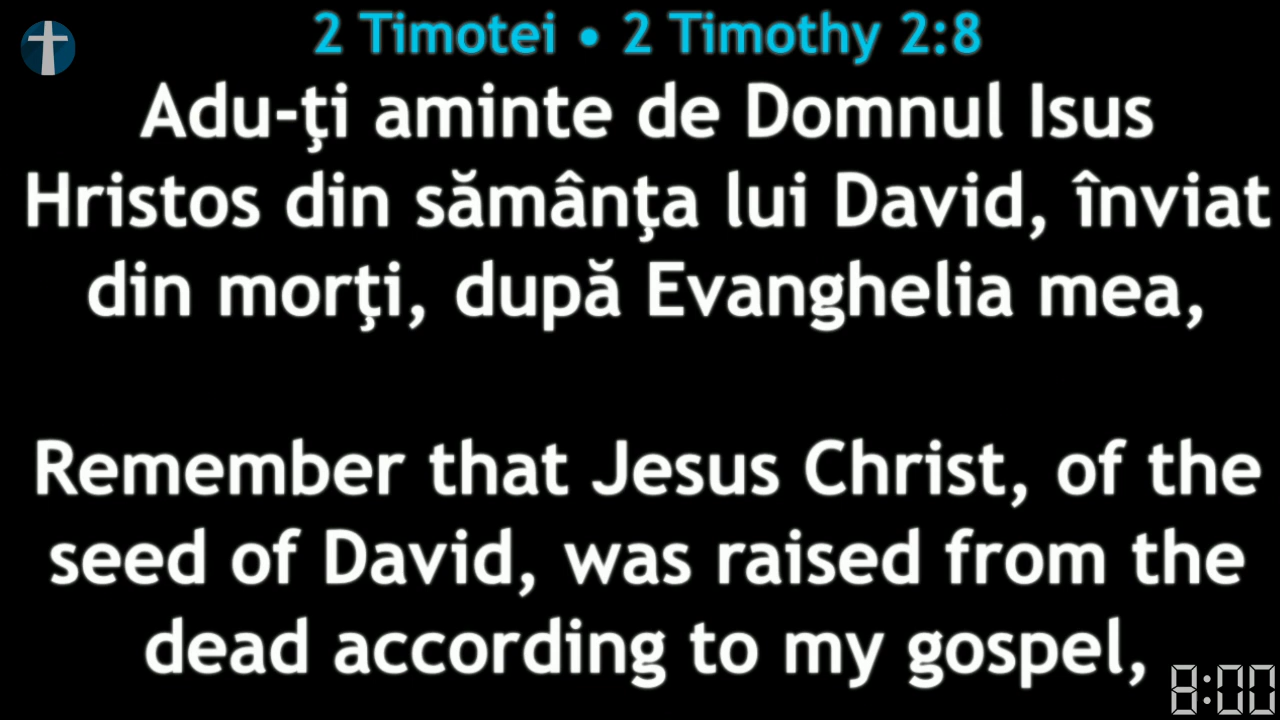 2 Timotei • 2 Timothy 2:8
Adu-ţi aminte de Domnul Isus
Hristos din sămânţa lui David, înviat
din morţi, după Evanghelia mea,
Remember that Jesus Christ, of the
seed of David, was raised from the
dead according to my gospel,
8:00